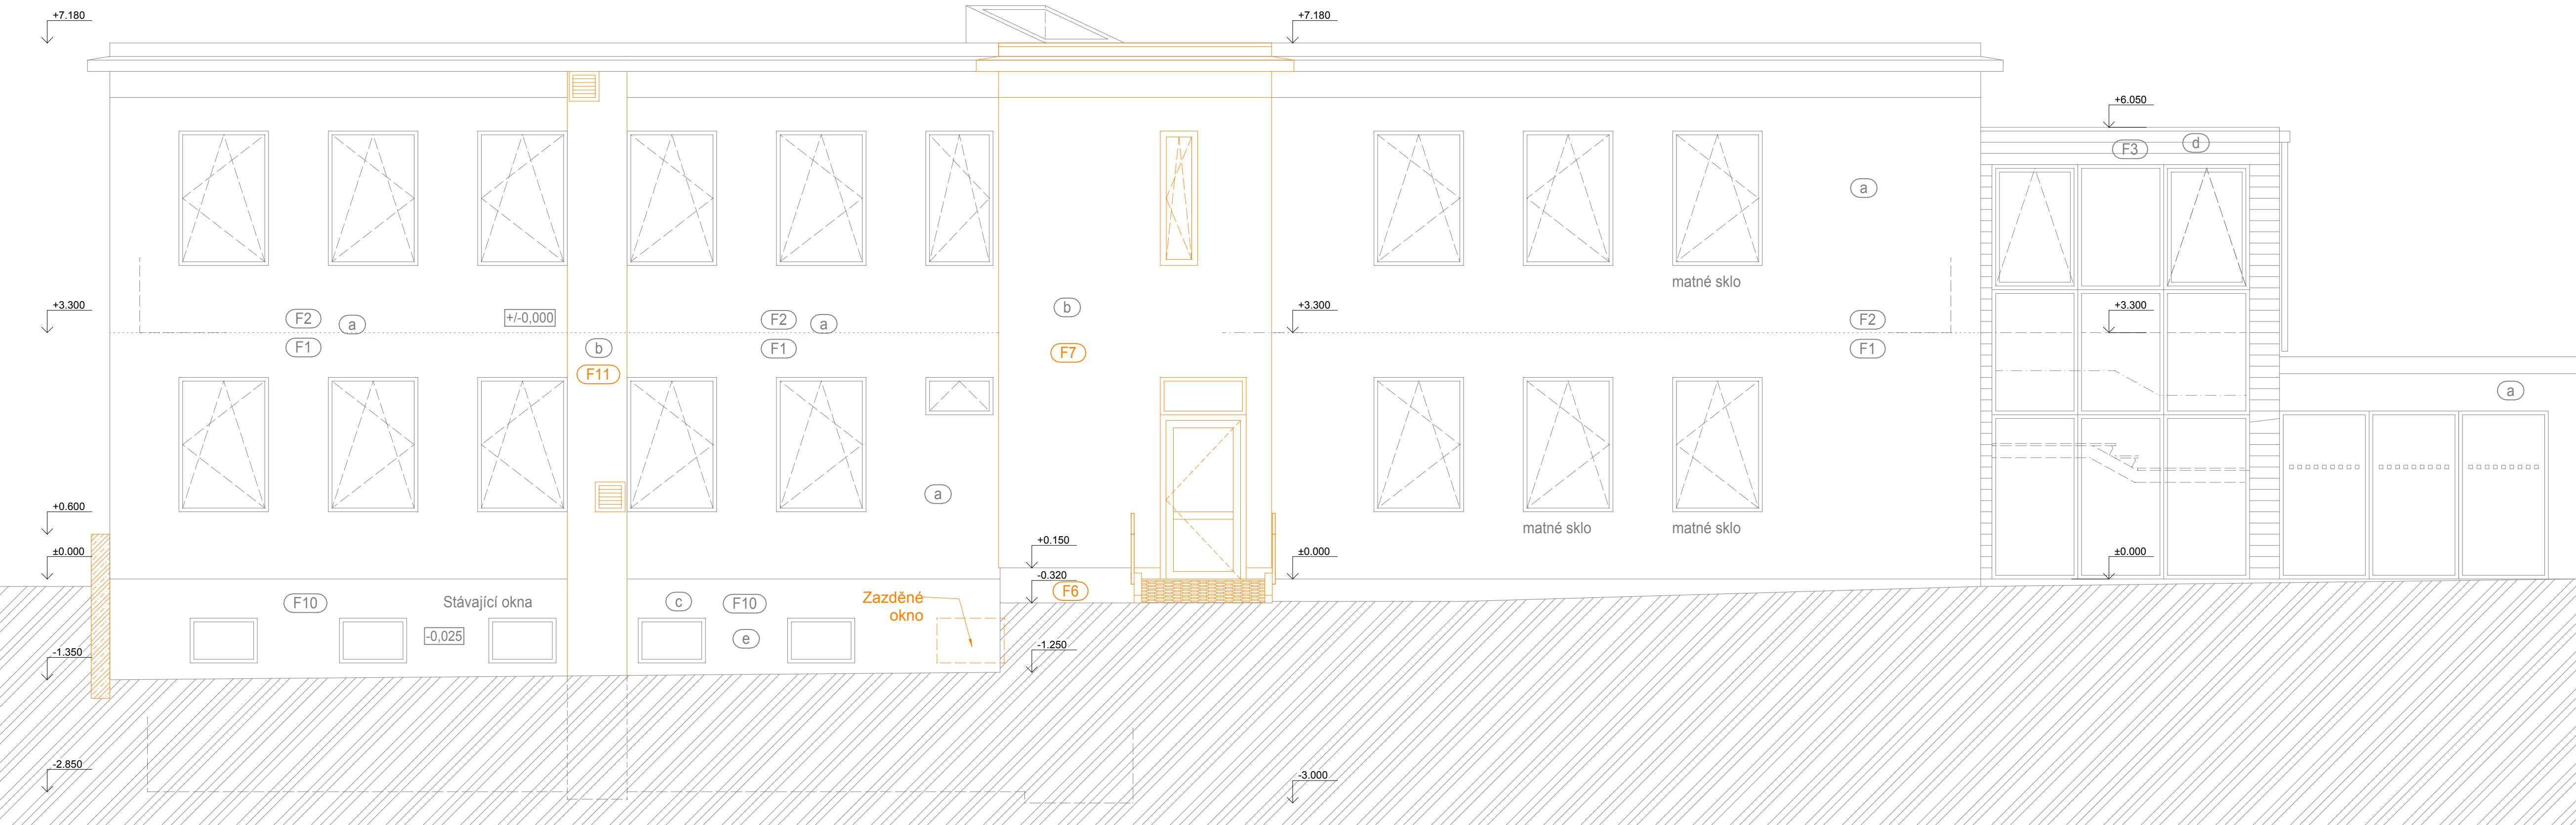 +7.180
+7.180
+6.050
F3
d
a
matné sklo
+3.300
F2
a
+/-0,000
F2
a
b
+3.300
F2
+3.300
F1
b
F1
F7
F1
F11
a
a
+0.600
matné sklo
matné sklo
±0.000
+0.150
±0.000
±0.000
-0.320
F6
F10
Stávající okna
c
F10
Zazděné
okno
-0,025
e
-1.350
-1.250
-2.850
-3.000